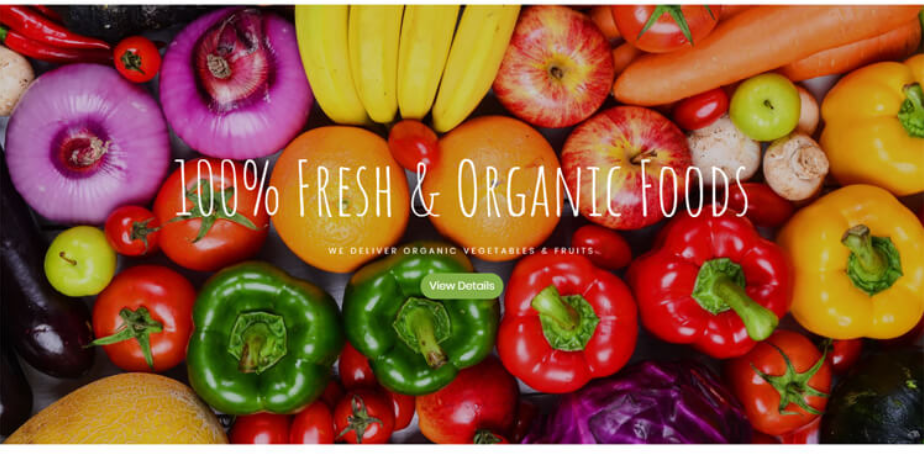 100% Fresh & Organic Foods
WE DELIVER ORGANIC VEGETABLES & FRUITS
View Details